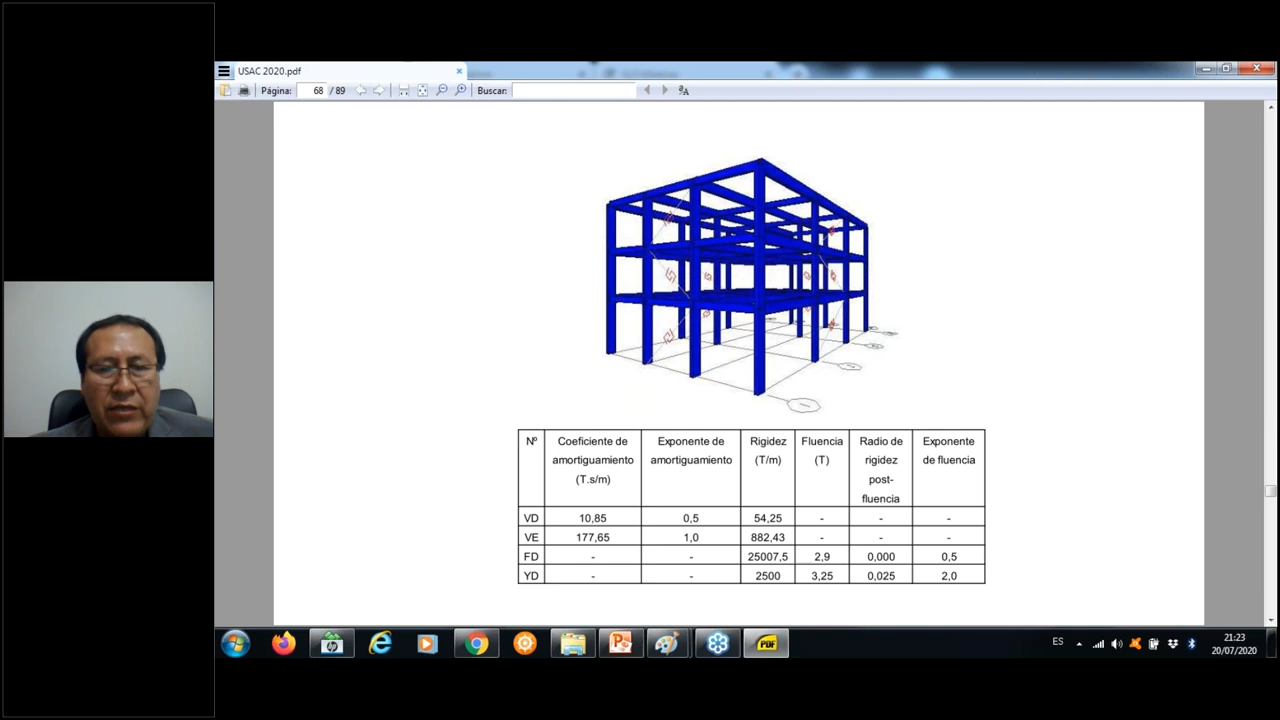 USAC 2020.pdf
Página: 68 / 89 Buscar:
Nº Coeficiente de amortiguamiento (T.s/m) Exponente de amortiguamiento Rigidez (T/m) Fluencia (T) Radio de rigidez post-fluencia Exponente de fluencia
VD 10,85 0,5 54,25 - - -
VE 177,65 1,0 882,43 - - -
FD - - 25007,5 2,9 0,000 0,5
YD - - 2500 3,25 0,025 2,0
ES 21:23
20/07/2020